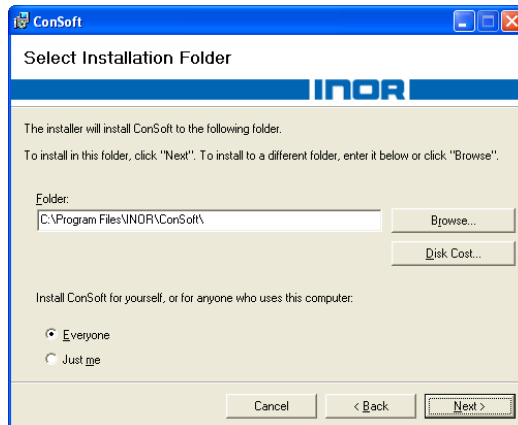 ConSoft
Select Installation Folder
INOR
The installer will install ConSoft to the following folder.
To install in this folder, click "Next". To install to a different folder, enter it below or click "Browse".
Folder:
C:\Program Files\INOR\ConSoft\
Browse...
Disk Cost...
Install ConSoft for yourself, or for anyone who uses this computer:
Everyone
Just me
Cancel
< Back
Next >